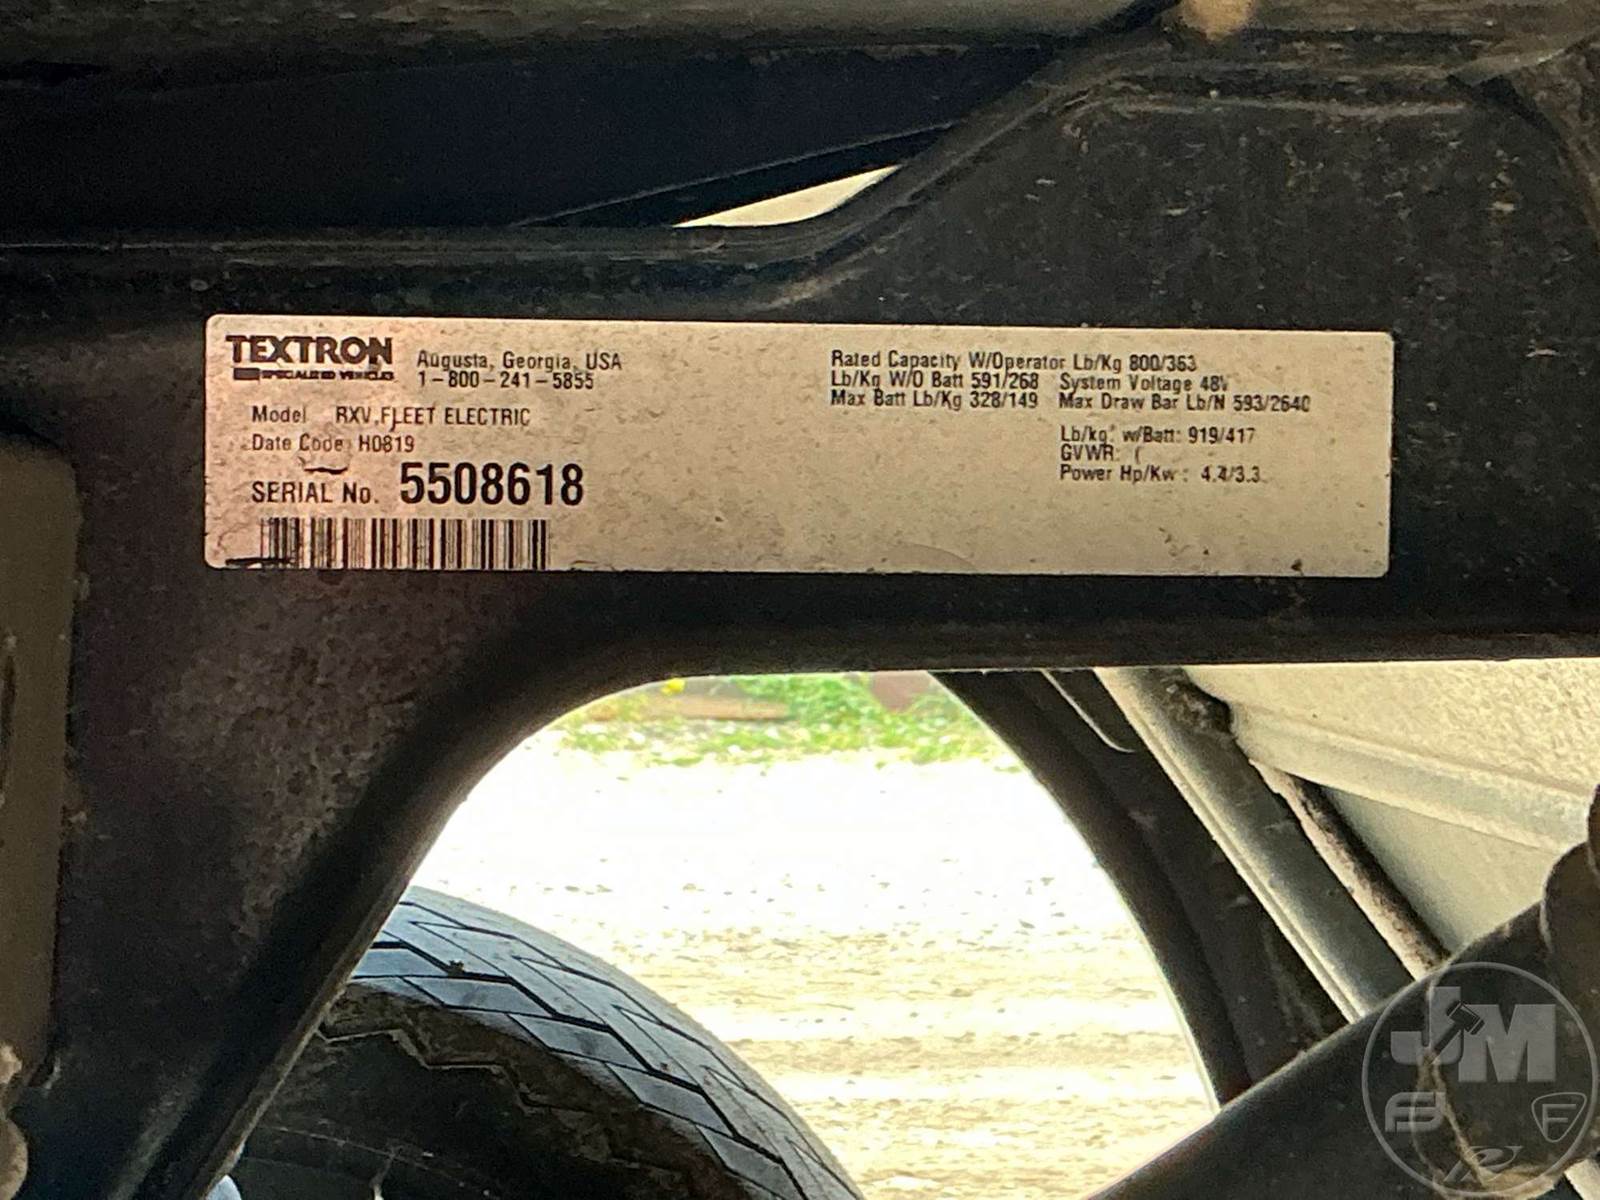 TEXTRON
SPECIALIZED VEHICLES
Augusta, Georgia, USA
1-800-241-5855
Model RXV,FLEET ELECTRIC
Date Code H0819
SERIAL No. 5508618
Rated Capacity W/Operator Lb/Kg 800/363
Lb/Kg W/O Batt 591/268 System Voltage 48V
Max Batt Lb/Kg 328/149 Max Draw Bar Lb/N 593/2640
Lb/kg: w/Batt: 919/417
GVWR: (
Power Hp/Kw : 4.4/3.3
JM